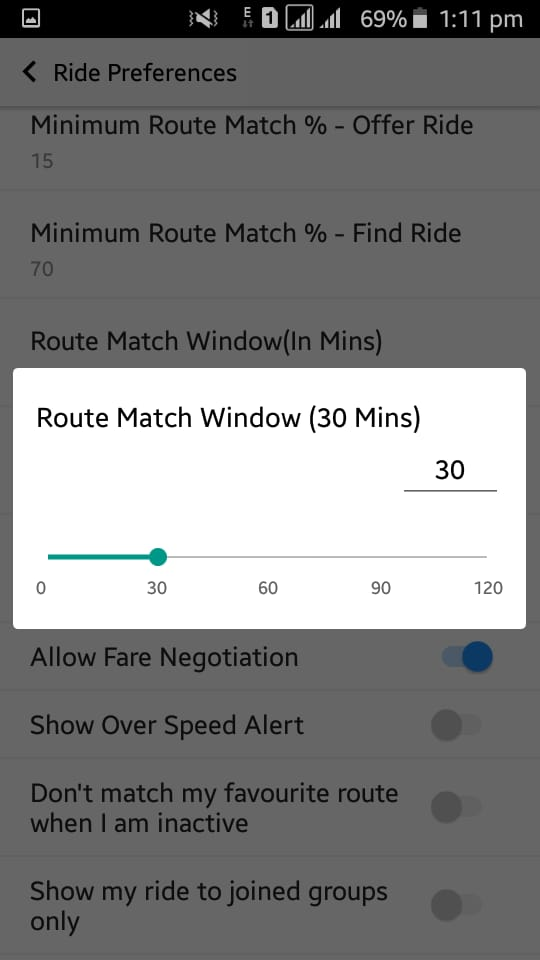 E 1 69% 1:11 pm
Ride Preferences
Minimum Route Match % - Offer Ride
15
Minimum Route Match % - Find Ride
70
Route Match Window(In Mins)
Route Match Window (30 Mins)
30
0 30 60 90 120
Allow Fare Negotiation
Show Over Speed Alert
Don't match my favourite route
when I am inactive
Show my ride to joined groups
only